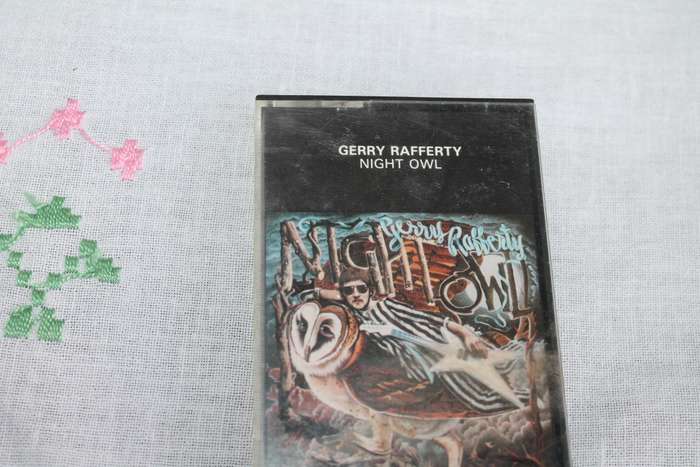 GERRY RAFFERTY
NIGHT OWL
Gerry Rafferty
NIGHT
OWL